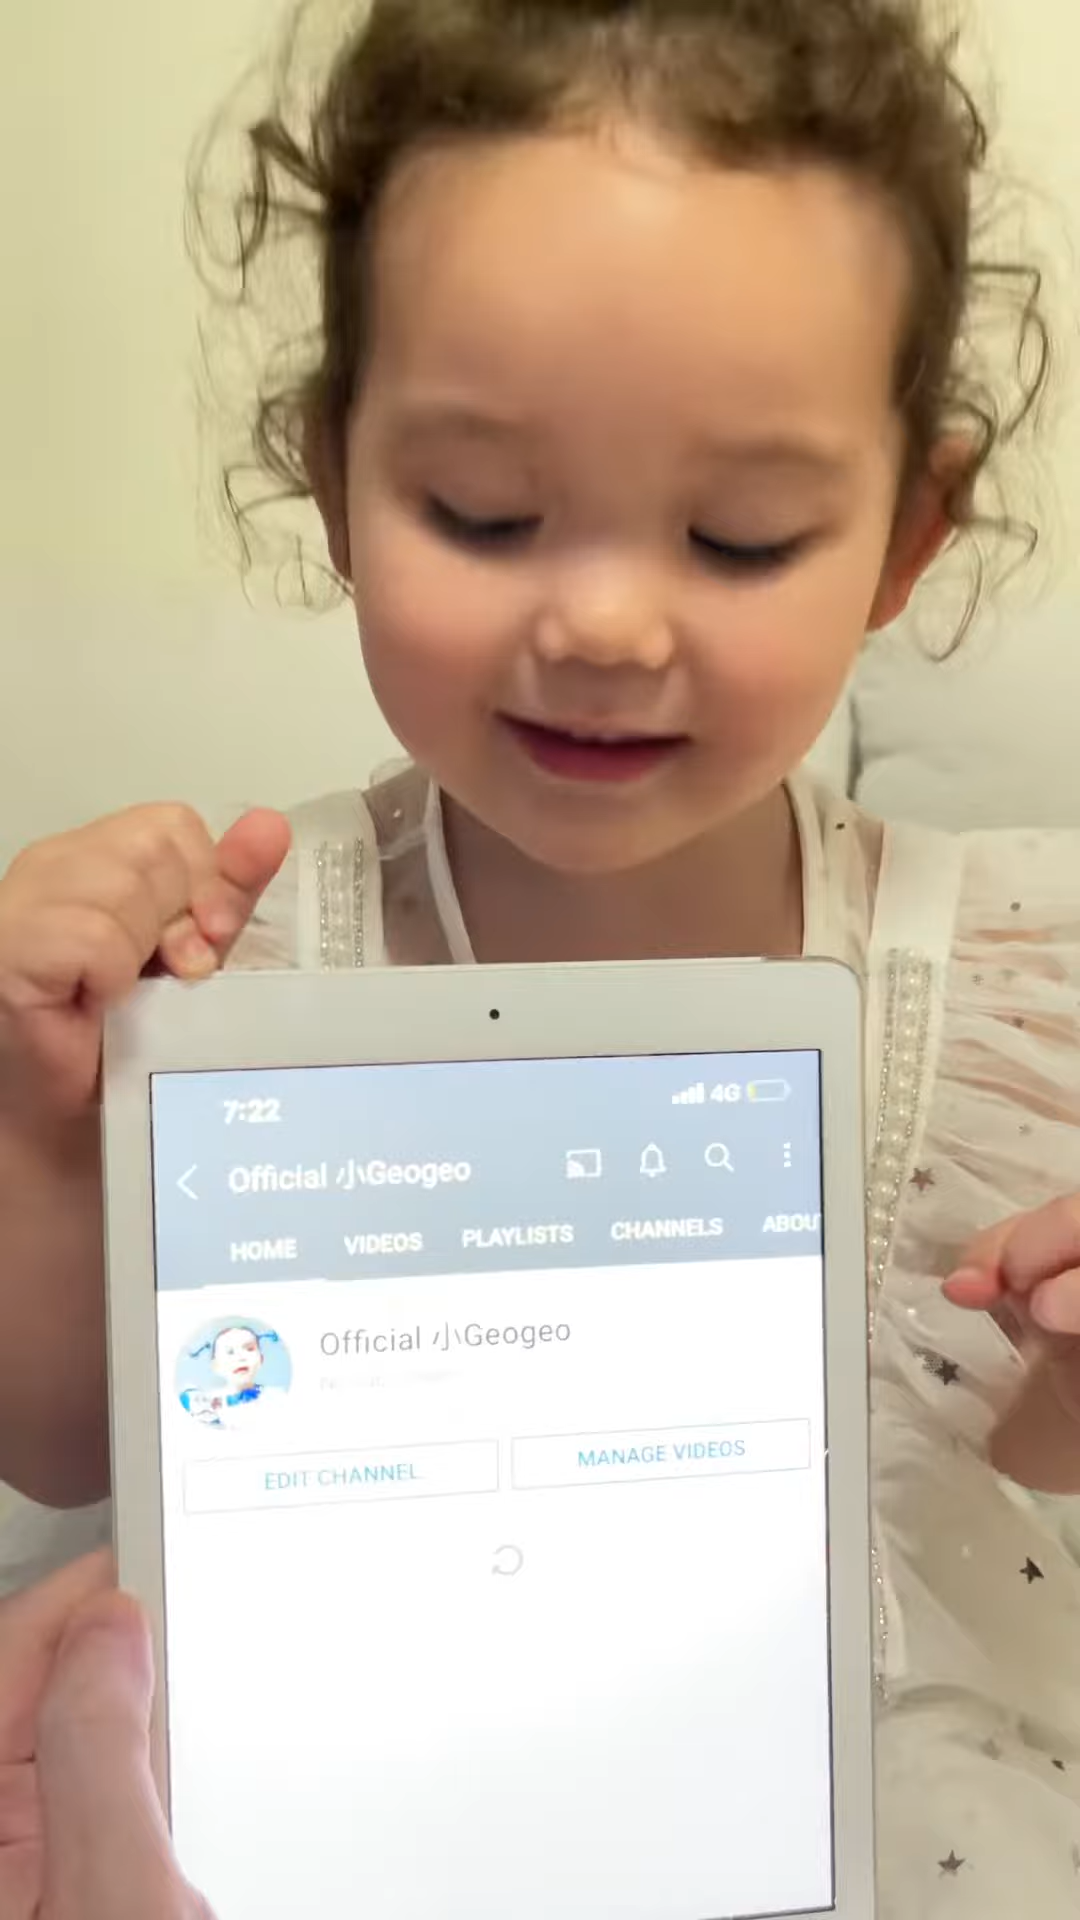 7:22 4G
Official 小Geogeo
HOME VIDEOS PLAYLISTS CHANNELS ABOU
Official 小Geogeo
EDIT CHANNEL MANAGE VIDEOS